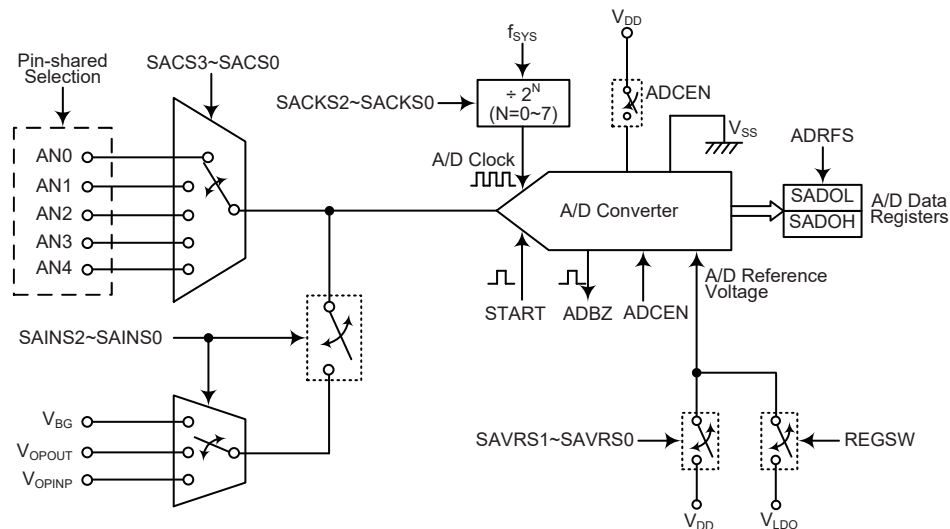 Pin-shared
Selection
SACS3~SACS0
fSYS
VDD
SACKS2~SACKS0
÷ 2^N
(N=0~7)
ADCEN
VSS
ADRFS
A/D Clock
AN0
AN1
AN2
AN3
AN4
A/D Converter
SADOL
SADOH
A/D Data
Registers
START
ADBZ
ADCEN
A/D Reference
Voltage
SAINS2~SAINS0
VBG
VOPOUT
VOPINP
SAVRS1~SAVRS0
REGSW
VDD
VLDO